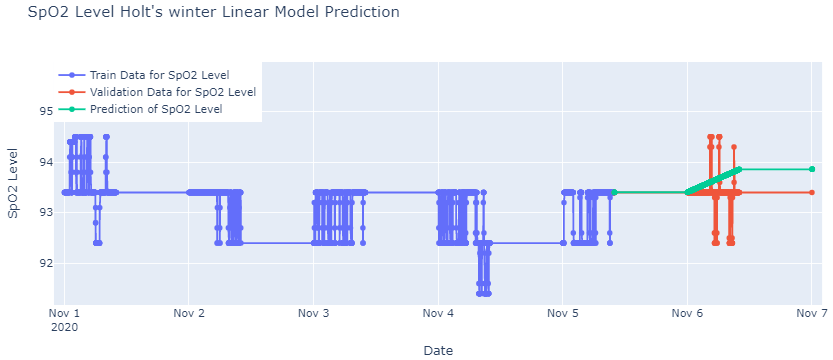 SpO2 Level Holt's winter Linear Model Prediction
Train Data for SpO2 Level
Validation Data for SpO2 Level
Prediction of SpO2 Level
SpO2 Level
95
94
93
92
Nov 1
2020
Nov 2
Nov 3
Nov 4
Nov 5
Nov 6
Nov 7
Date